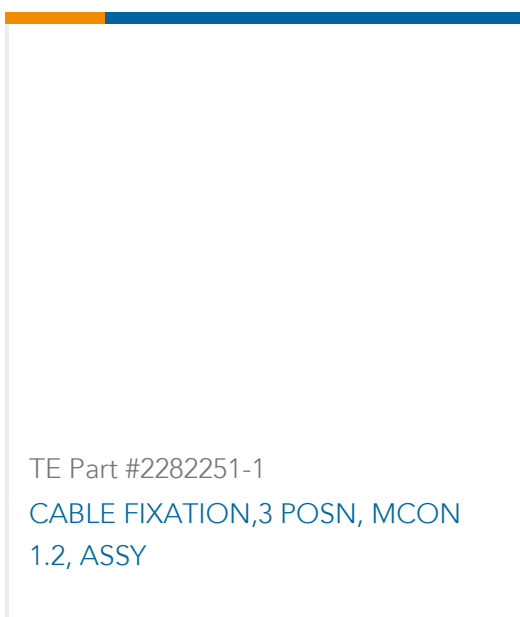 TE Part #2282251-1
CABLE FIXATION,3 POSN, MCON
1.2, ASSY